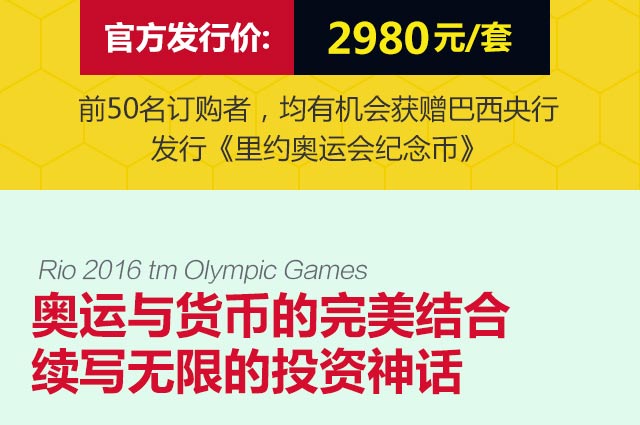 官方发行价: 2980元/套
前50名订购者，均有机会获赠巴西央行
发行《里约奥运会纪念币》
Rio 2016 tm Olympic Games
奥运与货币的完美结合
续写无限的投资神话